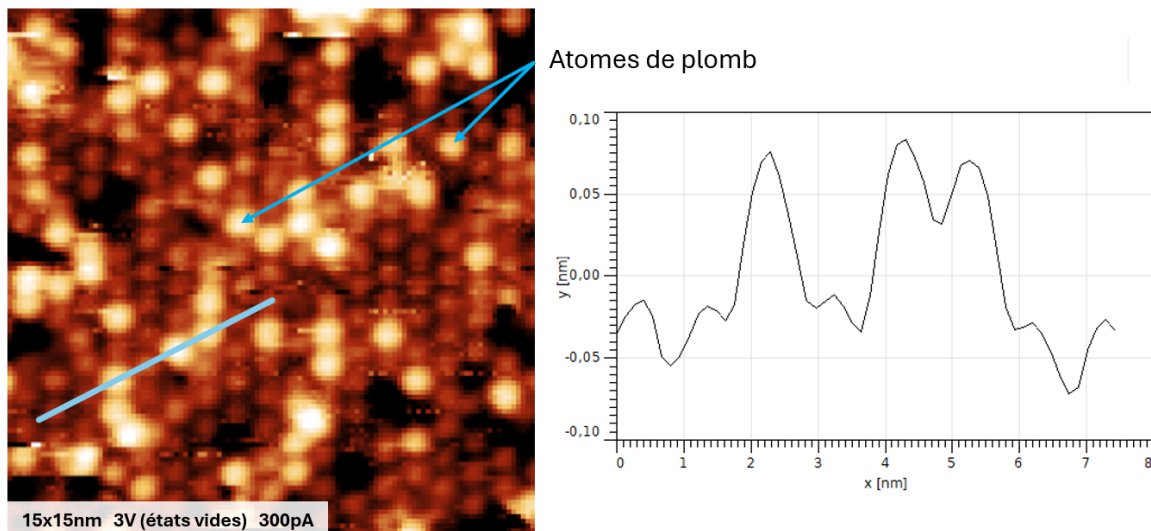 Atomes de plomb
0,10
0,05
0,00
-0,05
-0,10
y [nm]
0 1 2 3 4 5 6 7 8
x [nm]
15x15nm 3V (états vides) 300pA